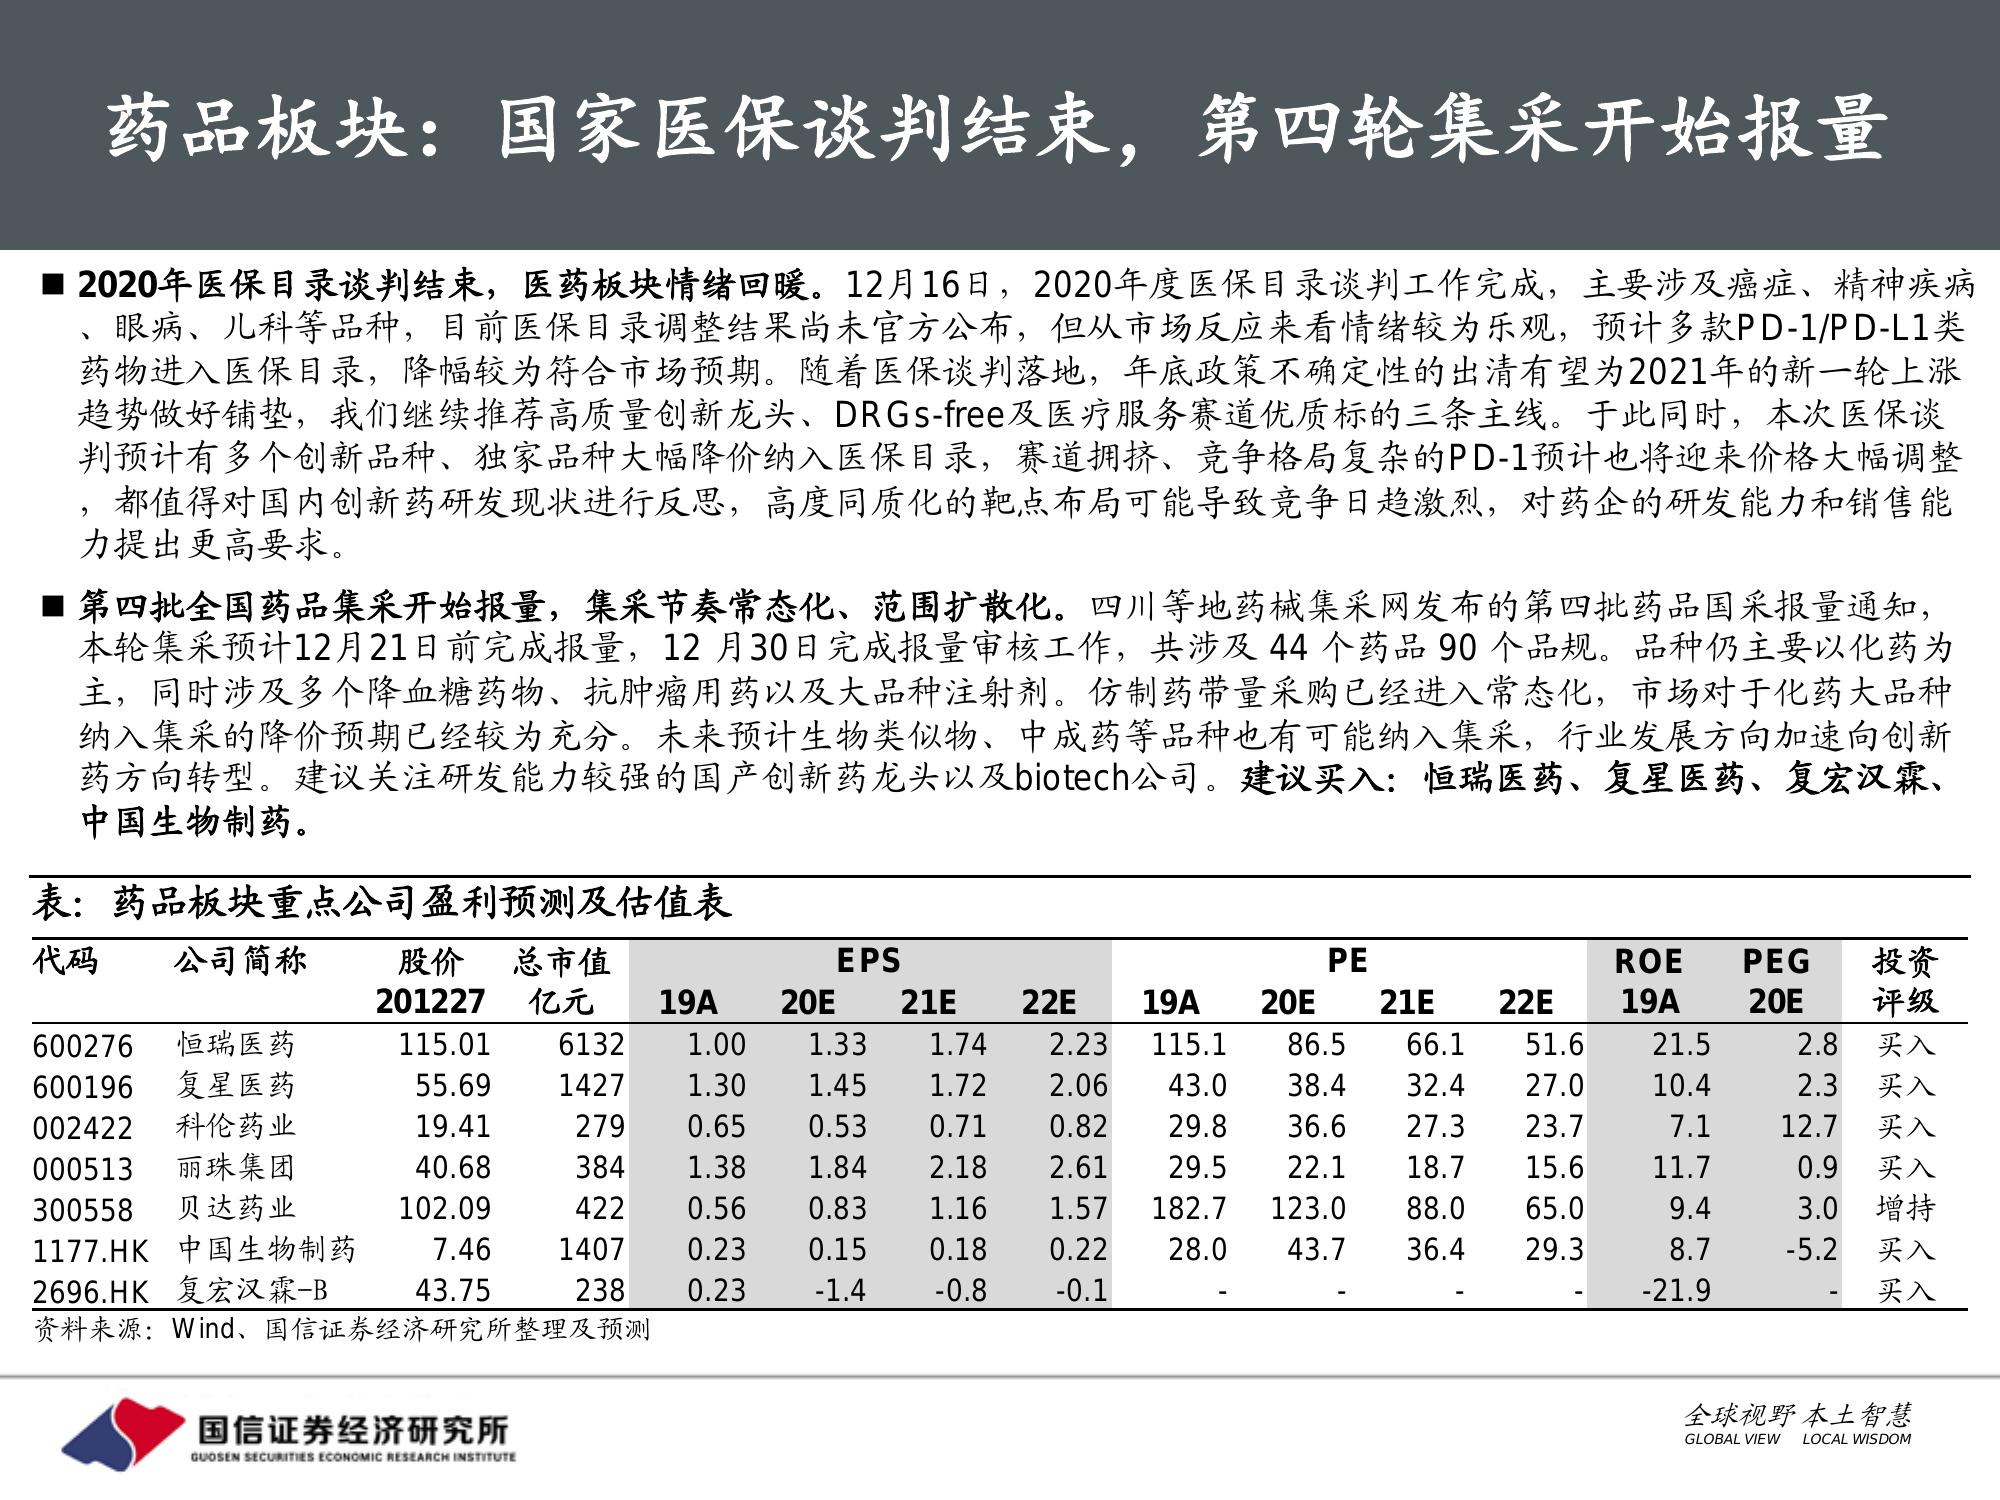 药品板块：国家医保谈判结束，第四轮集采开始报量
■ 2020年医保目录谈判结束，医药板块情绪回暖。12月16日，2020年度医保目录谈判工作完成，主要涉及癌症、精神疾病
、眼病、儿科等品种，目前医保目录调整结果尚未官方公布，但从市场反应来看情绪较为乐观，预计多款PD-1/PD-L1类
药物进入医保目录，降幅较为符合市场预期。随着医保谈判落地，年底政策不确定性的出清有望为2021年的新一轮上涨
趋势做好铺垫，我们继续推荐高质量创新龙头、DRGs-free及医疗服务赛道优质标的三条主线。于此同时，本次医保谈
判预计有多个创新品种、独家品种大幅降价纳入医保目录，赛道拥挤、竞争格局复杂的PD-1预计也将迎来价格大幅调整
，都值得对国内创新药研发现状进行反思，高度同质化的靶点布局可能导致竞争日趋激烈，对药企的研发能力和销售能
力提出更高要求。
■ 第四批全国药品集采开始报量，集采节奏常态化、范围扩散化。四川等地药械集采网发布的第四批药品国采报量通知，
本轮集采预计12月21日前完成报量，12 月30日完成报量审核工作，共涉及 44 个药品 90 个品规。品种仍主要以化药为
主，同时涉及多个降血糖药物、抗肿瘤用药以及大品种注射剂。仿制药带量采购已经进入常态化，市场对于化药大品种
纳入集采的降价预期已经较为充分。未来预计生物类似物、中成药等品种也有可能纳入集采，行业发展方向加速向创新
药方向转型。建议关注研发能力较强的国产创新药龙头以及biotech公司。建议买入：恒瑞医药、复星医药、复宏汉霖、
中国生物制药。
表：药品板块重点公司盈利预测及估值表
代码 公司简称 股价 总市值 EPS PE ROE PEG 投资
201227 亿元 19A 20E 21E 22E 19A 20E 21E 22E 19A 20E 评级
600276 恒瑞医药 115.01 6132 1.00 1.33 1.74 2.23 115.1 86.5 66.1 51.6 21.5 2.8 买入
600196 复星医药 55.69 1427 1.30 1.45 1.72 2.06 43.0 38.4 32.4 27.0 10.4 2.3 买入
002422 科伦药业 19.41 279 0.65 0.53 0.71 0.82 29.8 36.6 27.3 23.7 7.1 12.7 买入
000513 丽珠集团 40.68 384 1.38 1.84 2.18 2.61 29.5 22.1 18.7 15.6 11.7 0.9 买入
300558 贝达药业 102.09 422 0.56 0.83 1.16 1.57 182.7 123.0 88.0 65.0 9.4 3.0 增持
1177.HK 中国生物制药 7.46 1407 0.23 0.15 0.18 0.22 28.0 43.7 36.4 29.3 8.7 -5.2 买入
2696.HK 复宏汉霖-B 43.75 238 0.23 -1.4 -0.8 -0.1 - - - - -21.9 - 买入
资料来源：Wind、国信证券经济研究所整理及预测
国信证券经济研究所
GUOSEN SECURITIES ECONOMIC RESEARCH INSTITUTE
全球视野 本土智慧
GLOBAL VIEW LOCAL WISDOM